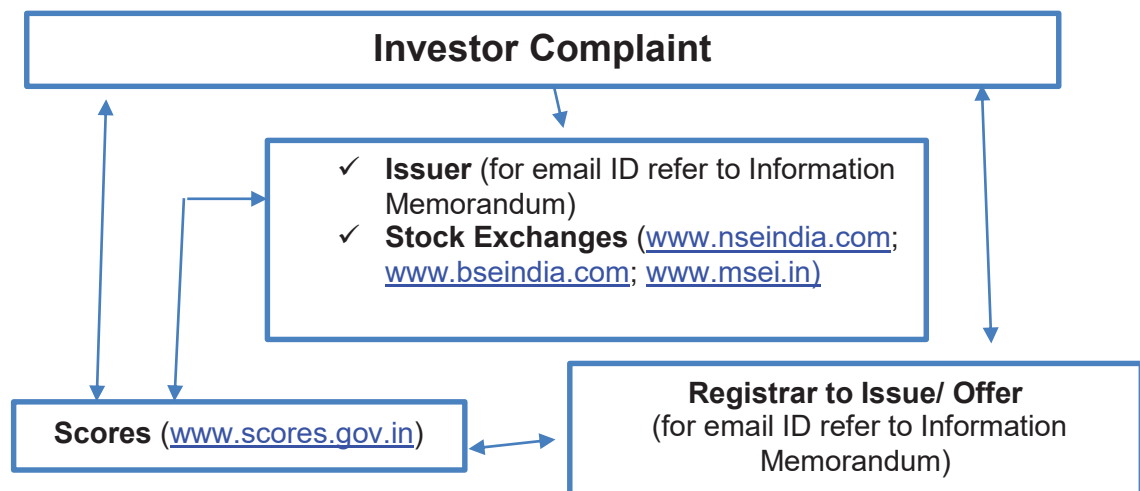 Investor Complaint
✓ Issuer (for email ID refer to Information
Memorandum)
✓ Stock Exchanges (www.nseindia.com;
www.bseindia.com; www.msei.in)
Registrar to Issue/ Offer
(for email ID refer to Information
Memorandum)
Scores (www.scores.gov.in)